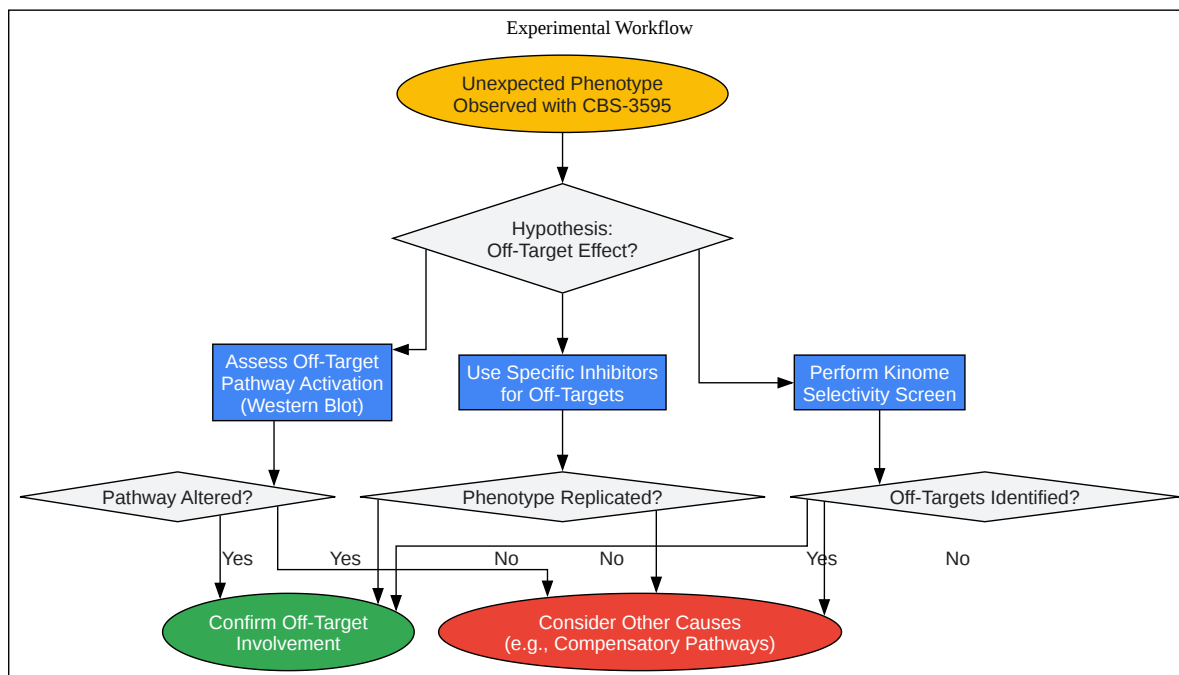 Experimental Workflow
Unexpected Phenotype
Observed with CBS-3595
Hypothesis:
Off-Target Effect?
Assess Off-Target
Pathway Activation
(Western Blot)
Use Specific Inhibitors
for Off-Targets
Perform Kinome
Selectivity Screen
Pathway Altered?
Phenotype Replicated?
Off-Targets Identified?
Yes
Yes
No
No
Yes
No
Confirm Off-Target
Involvement
Consider Other Causes
(e.g., Compensatory Pathways)